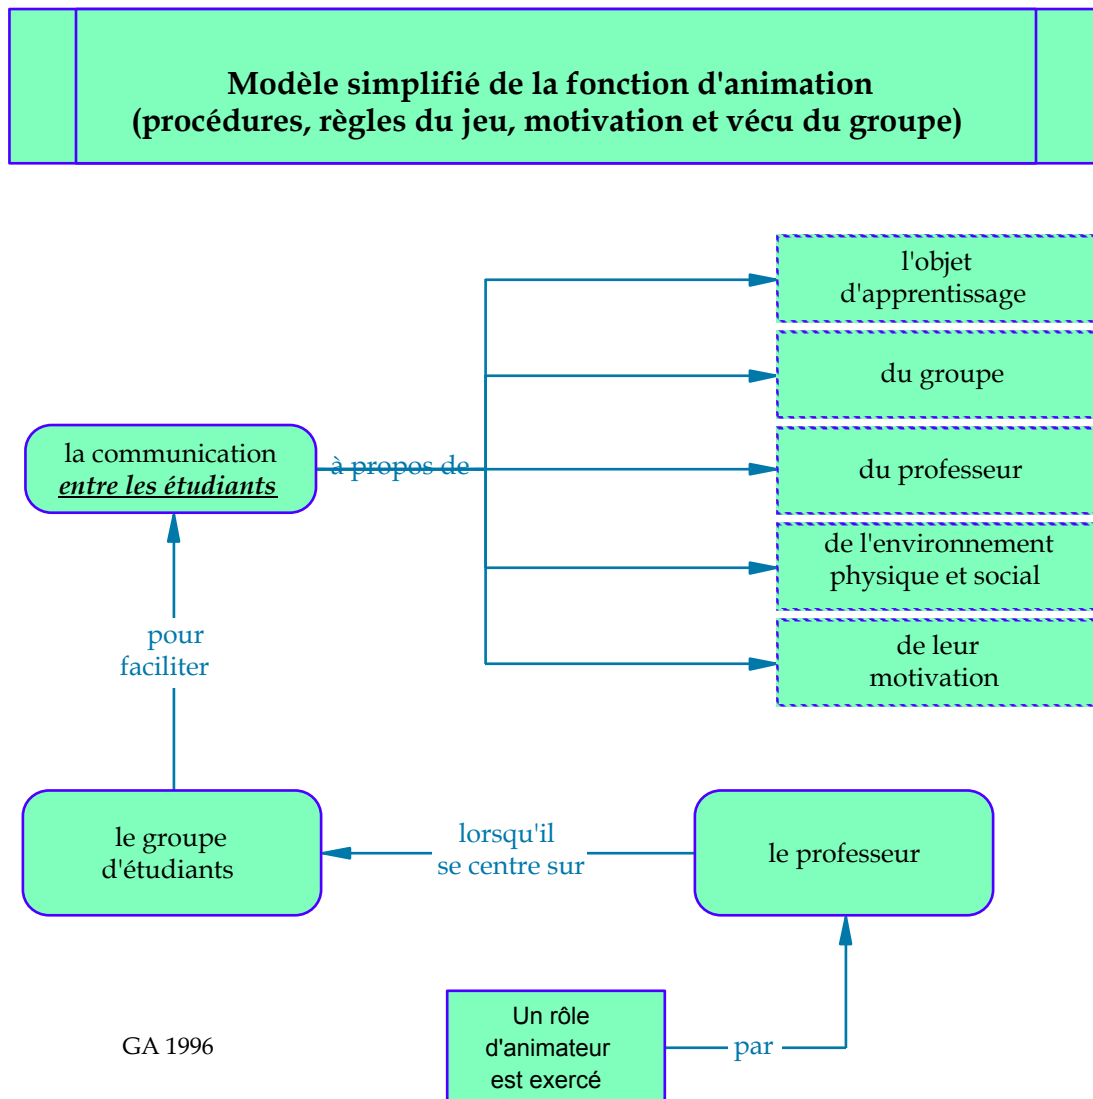 Modèle simplifié de la fonction d'animation
(procédures, règles du jeu, motivation et vécu du groupe)
l'objet
d'apprentissage
du groupe
la communication
entre les étudiants
à propos de
du professeur
de l'environnement
physique et social
pour
faciliter
de leur
motivation
le groupe
d'étudiants
lorsqu'il
se centre sur
le professeur
Un rôle
d'animateur
est exercé
par
GA 1996